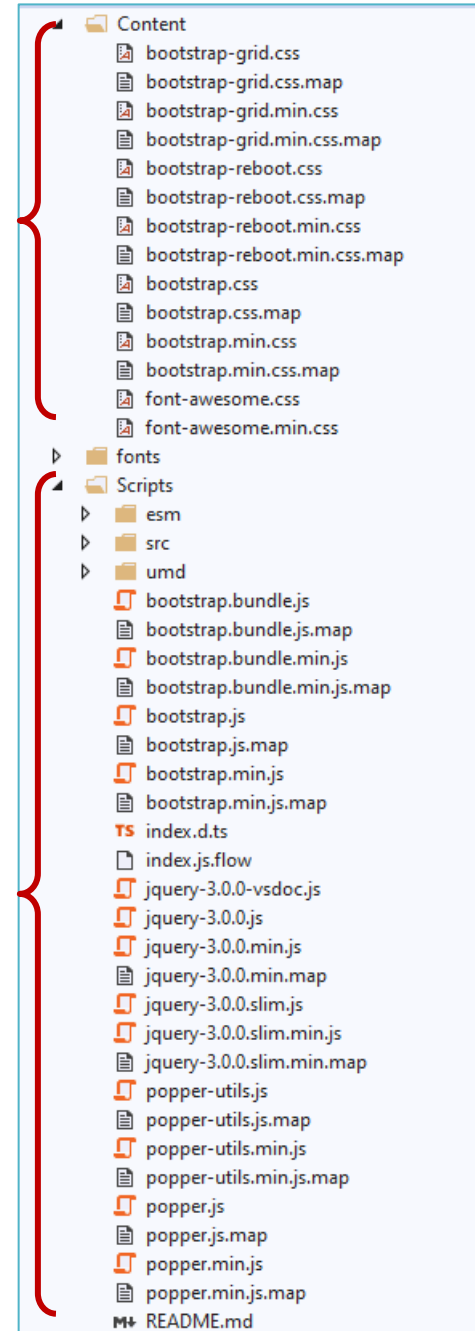 Content
bootstrap-grid.css
bootstrap-grid.css.map
bootstrap-grid.min.css
bootstrap-grid.min.css.map
bootstrap-reboot.css
bootstrap-reboot.css.map
bootstrap-reboot.min.css
bootstrap-reboot.min.css.map
bootstrap.css
bootstrap.css.map
bootstrap.min.css
bootstrap.min.css.map
font-awesome.css
font-awesome.min.css
fonts
Scripts
esm
src
umd
bootstrap.bundle.js
bootstrap.bundle.js.map
bootstrap.bundle.min.js
bootstrap.bundle.min.js.map
bootstrap.js
bootstrap.js.map
bootstrap.min.js
bootstrap.min.js.map
TS index.d.ts
index.js.flow
jquery-3.0.0-vsdoc.js
jquery-3.0.0.js
jquery-3.0.0.min.js
jquery-3.0.0.min.map
jquery-3.0.0.slim.js
jquery-3.0.0.slim.min.js
jquery-3.0.0.slim.min.map
popper-utils.js
popper-utils.js.map
popper-utils.min.js
popper-utils.min.js.map
popper.js
popper.js.map
popper.min.js
popper.min.js.map
M↓ README.md